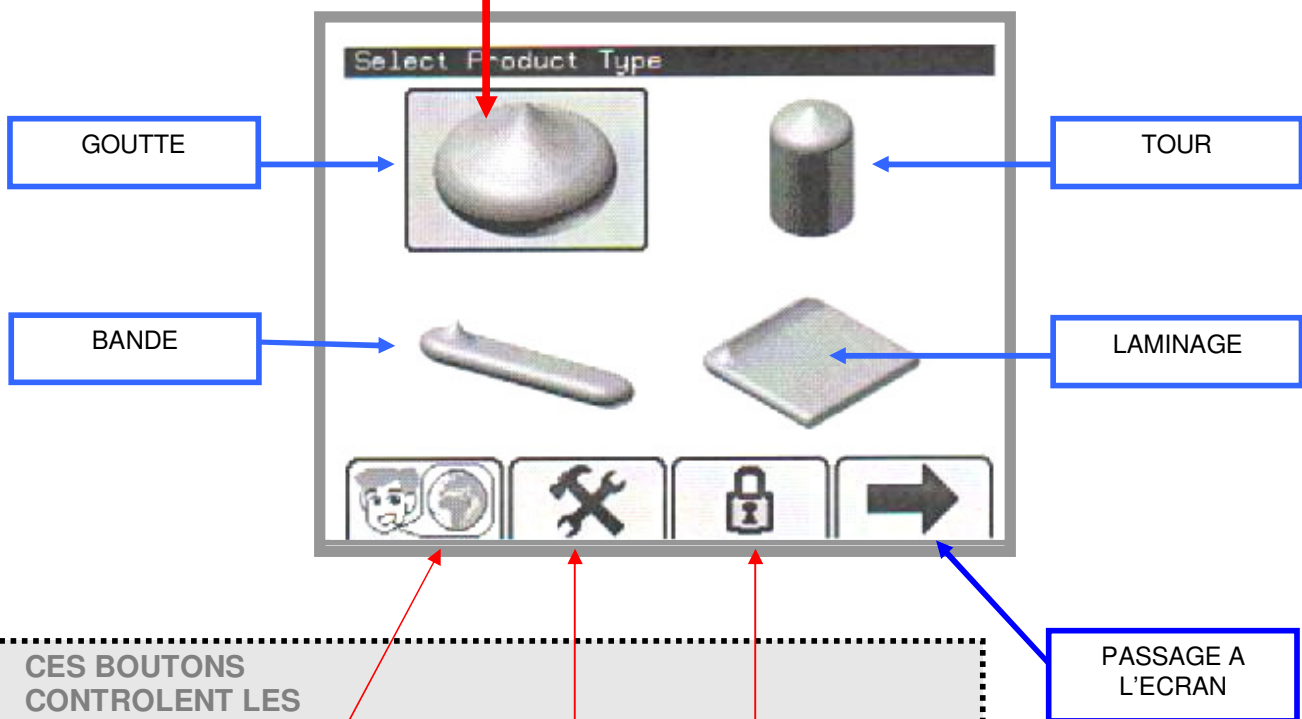 Select Product Type
GOUTTE
TOUR
BANDE
LAMINAGE
CES BOUTONS
CONTROLENT LES
PASSAGE A
L'ECRAN